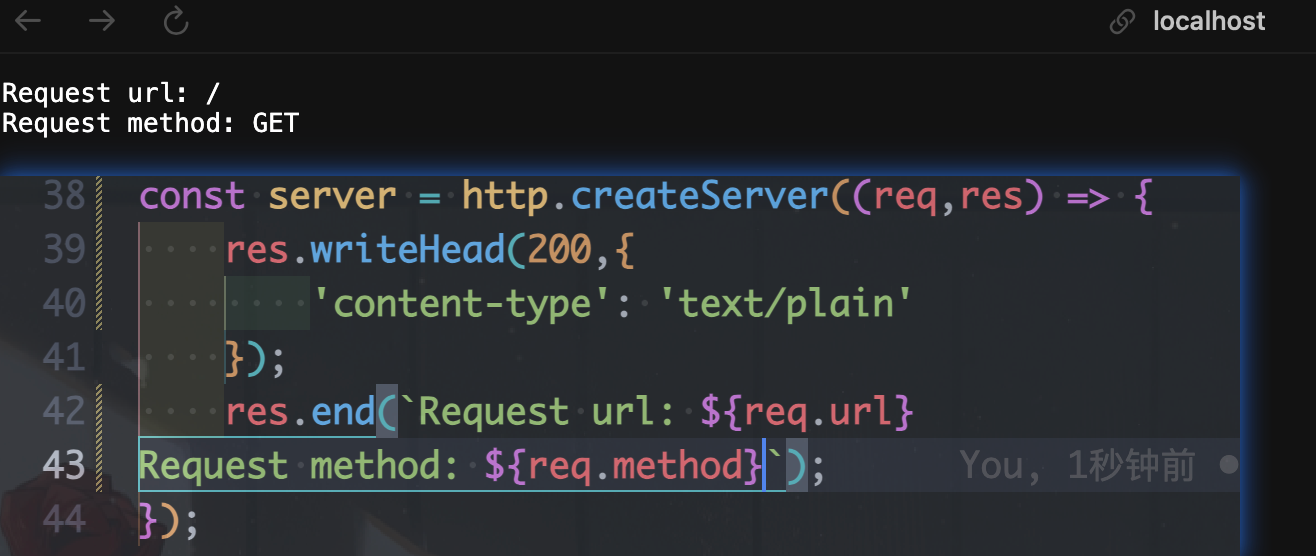 localhost
Request url: /
Request method: GET
38 const server = http.createServer((req,res) => {
39 res.writeHead(200,{
40 'content-type': 'text/plain'
41 });
42 res.end(`Request url: ${req.url}
43 Request method: ${req.method}`); You, 1秒钟前
44 });